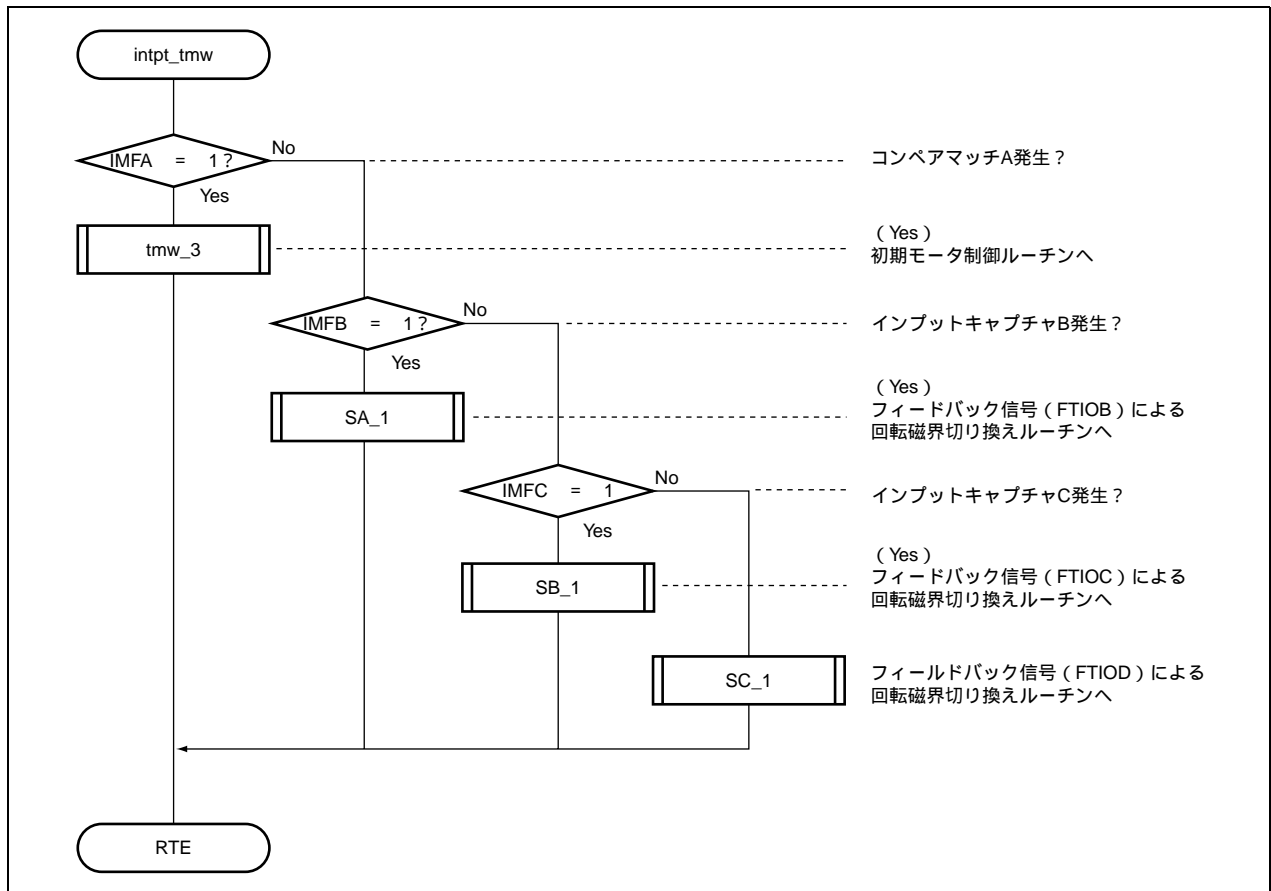 intpt_tmw
IMFA = 1?
No
コンペアマッチA発生？
Yes
tmw_3
（Yes）
初期モータ制御ルーチンへ
IMFB = 1?
No
インプットキャプチャB発生？
Yes
SA_1
（Yes）
フィードバック信号（FTIOB）による
回転磁界切り換えルーチンへ
IMFC = 1
No
インプットキャプチャC発生？
Yes
SB_1
（Yes）
フィードバック信号（FTIOC）による
回転磁界切り換えルーチンへ
SC_1
フィールドバック信号（FTIOD）による
回転磁界切り換えルーチンへ
RTE